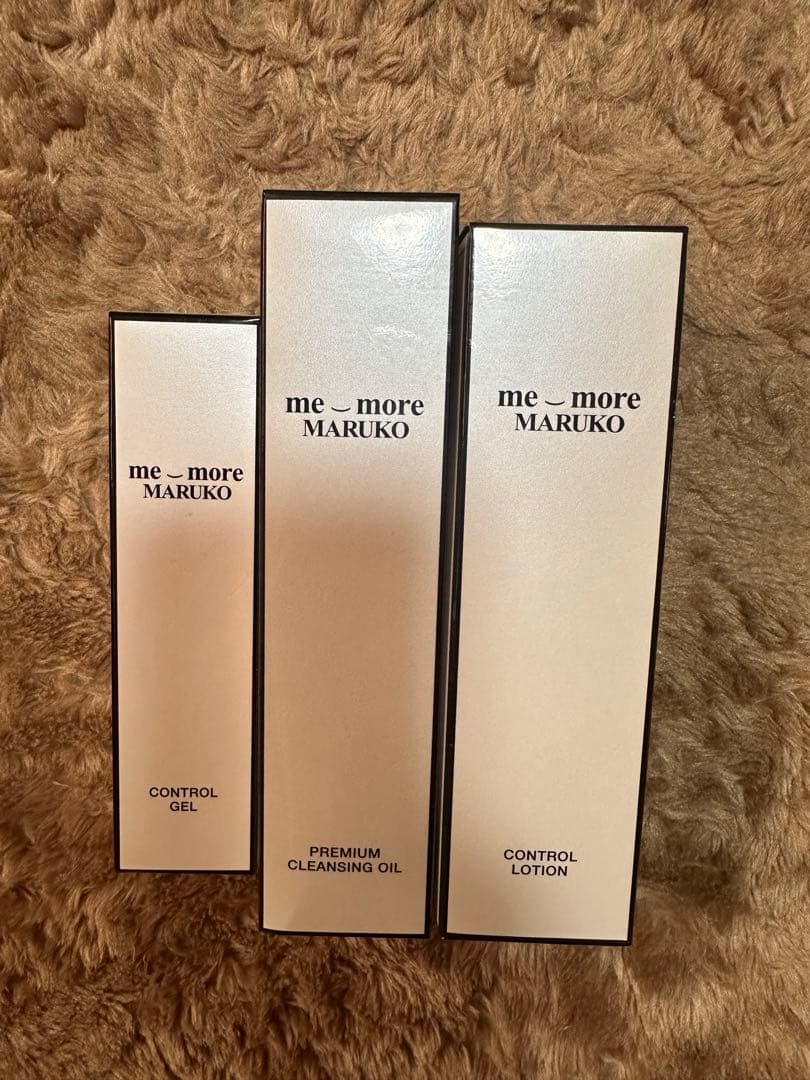 me‿more
MARUKO
CONTROL
GEL
me‿more
MARUKO
PREMIUM
CLEANSING OIL
me‿more
MARUKO
CONTROL
LOTION